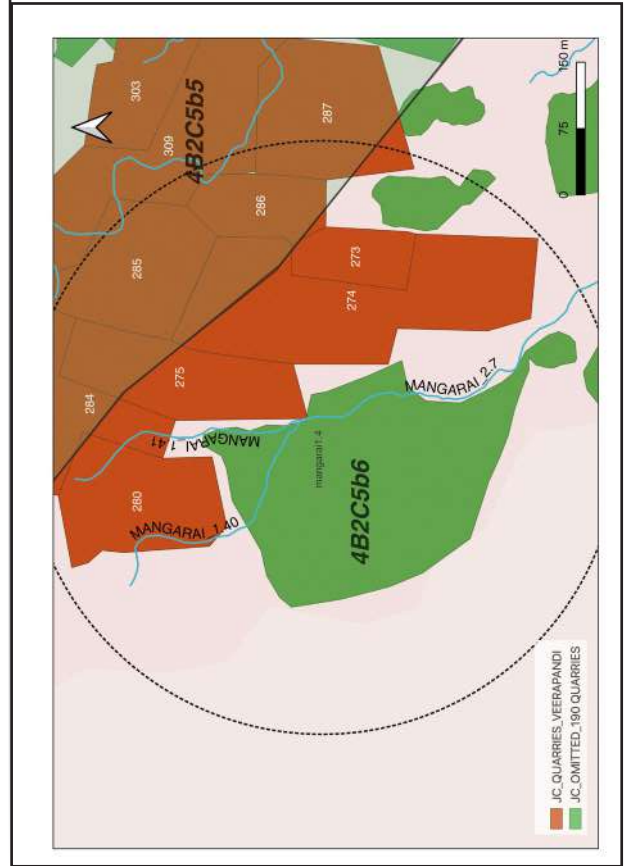 303
309
4B2C5b5
287
286
285
273
274
275
284
MANGARAI_2.7
MANGARAI_1.41
mangarai1.4
4B2C5b6
280
MANGARAI_1.40
0 75 150 m
JC_QUARRIES_VEERAPANDI
JC_OMITTED_190 QUARRIES